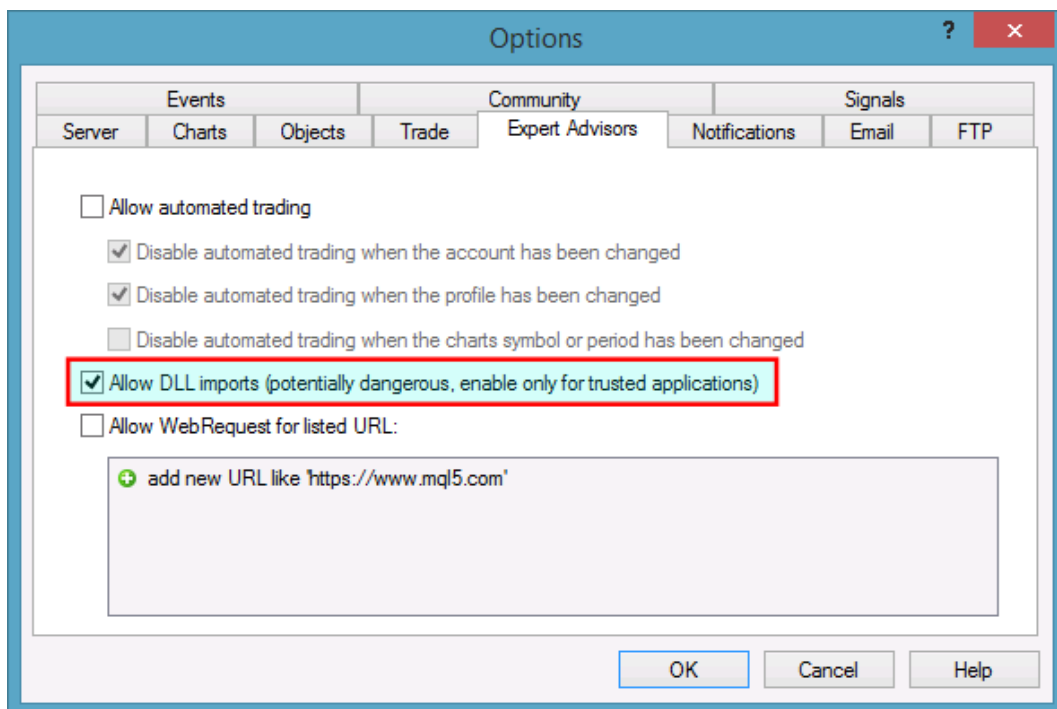 Options
?
×
Events Community Signals
Server Charts Objects Trade Expert Advisors Notifications Email FTP
Allow automated trading
Disable automated trading when the account has been changed
Disable automated trading when the profile has been changed
Disable automated trading when the charts symbol or period has been changed
Allow DLL imports (potentially dangerous, enable only for trusted applications)
Allow WebRequest for listed URL:
add new URL like 'https://www.mql5.com'
OK Cancel Help